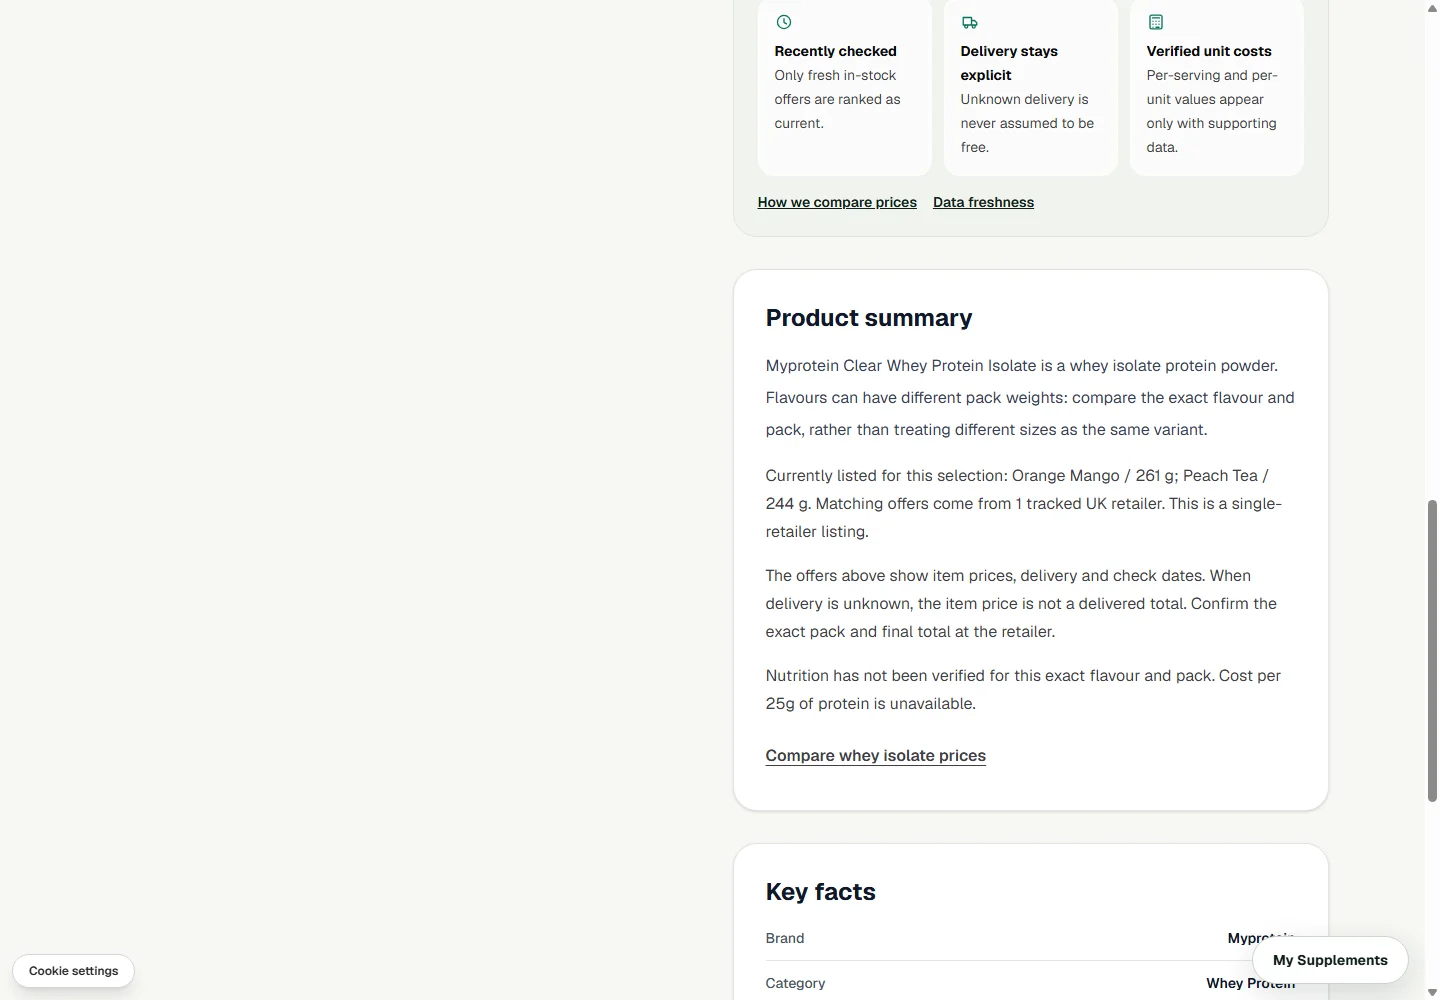 Recently checked
Only fresh in-stock
offers are ranked as
current.
Delivery stays
explicit
Unknown delivery is
never assumed to be
free.
Verified unit costs
Per-serving and per-
unit values appear
only with supporting
data.
How we compare prices
Data freshness
Product summary
Myprotein Clear Whey Protein Isolate is a whey isolate protein powder.
Flavours can have different pack weights: compare the exact flavour and
pack, rather than treating different sizes as the same variant.
Currently listed for this selection: Orange Mango / 261 g; Peach Tea /
244 g. Matching offers come from 1 tracked UK retailer. This is a single-
retailer listing.
The offers above show item prices, delivery and check dates. When
delivery is unknown, the item price is not a delivered total. Confirm the
exact pack and final total at the retailer.
Nutrition has not been verified for this exact flavour and pack. Cost per
25g of protein is unavailable.
Compare whey isolate prices
Key facts
Brand
Myprotein
Category
Whey Protein
Cookie settings
My Supplements